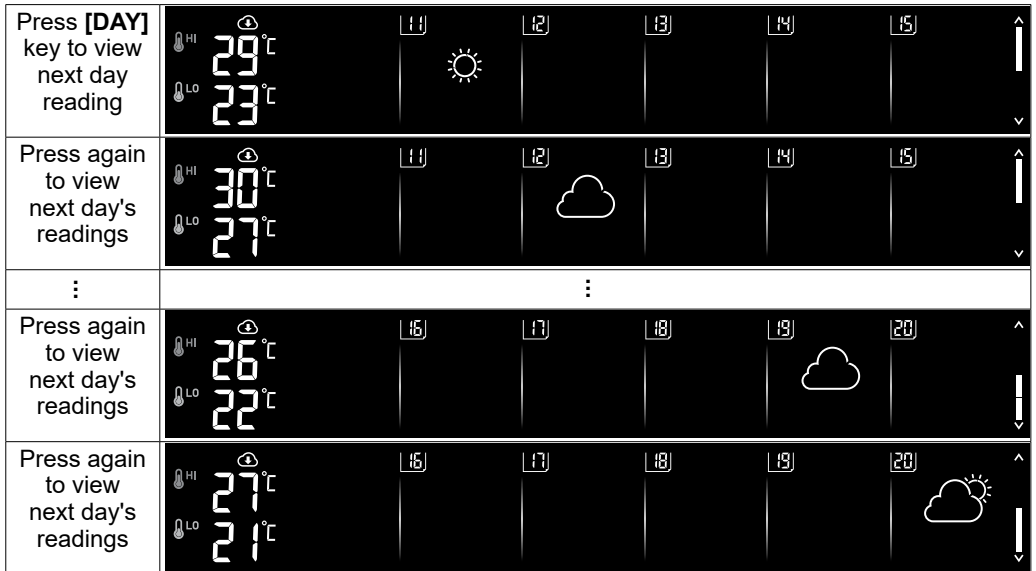 Press [DAY]
key to view
next day
reading
HI 29°C
LO 23°C
11 12 13 14 15
Press again
to view
next day's
readings
HI 30°C
LO 27°C
11 12 13 14 15
⋮ ⋮
Press again
to view
next day's
readings
HI 26°C
LO 22°C
16 17 18 19 20
Press again
to view
next day's
readings
HI 27°C
LO 21°C
16 17 18 19 20